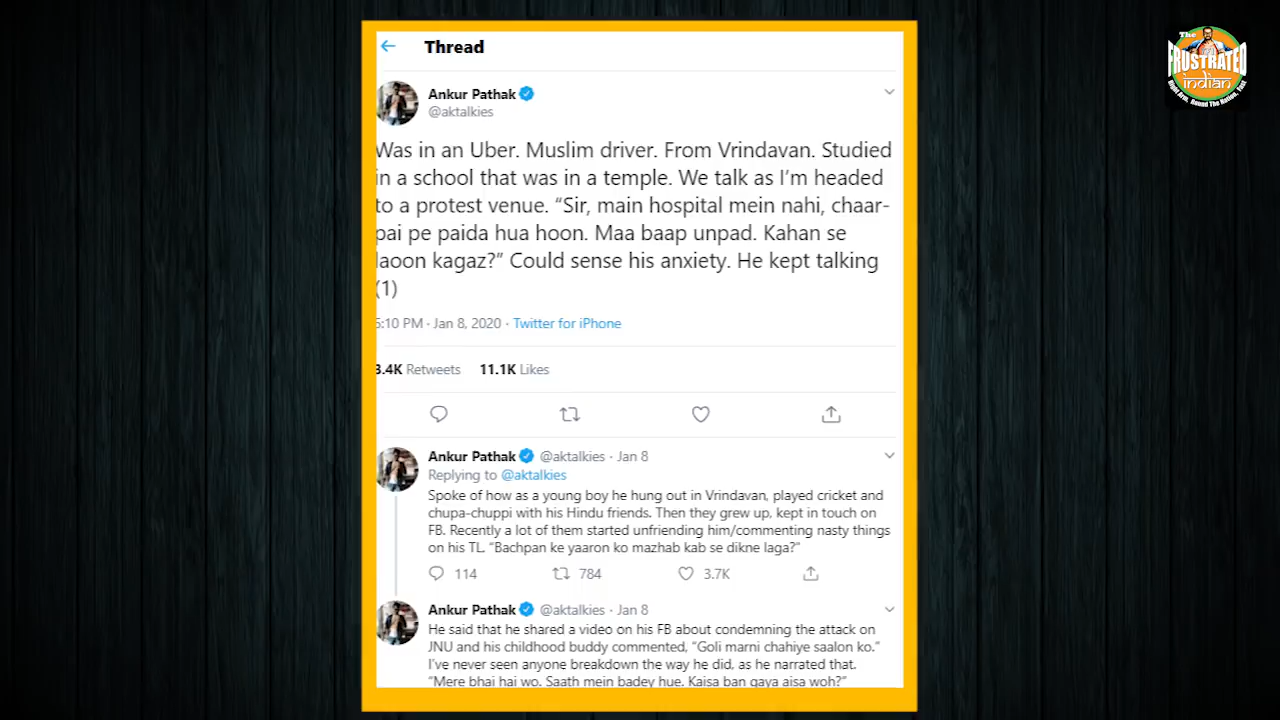 The
FRUSTRATED
indian
Right Arm, Round The Nation, Fast
Thread
Ankur Pathak
@aktalkies
Was in an Uber. Muslim driver. From Vrindavan. Studied
in a school that was in a temple. We talk as I'm headed
to a protest venue. “Sir, main hospital mein nahi, chaar-
pai pe paida hua hoon. Maa baap unpad. Kahan se
laoon kagaz?” Could sense his anxiety. He kept talking
(1)
5:10 PM · Jan 8, 2020 · Twitter for iPhone
3.4K Retweets 11.1K Likes
Ankur Pathak @aktalkies · Jan 8
Replying to @aktalkies
Spoke of how as a young boy he hung out in Vrindavan, played cricket and
chupa-chuppi with his Hindu friends. Then they grew up, kept in touch on
FB. Recently a lot of them started unfriending him/commenting nasty things
on his TL. “Bachpan ke yaaron ko mazhab kab se dikne laga?”
114 784 3.7K
Ankur Pathak @aktalkies · Jan 8
He said that he shared a video on his FB about condemning the attack on
JNU and his childhood buddy commented, “Goli marni chahiye saalon ko.”
I've never seen anyone breakdown the way he did, as he narrated that.
“Mere bhai hai wo. Saath mein badey hue. Kaisa ban gaya aisa woh?”